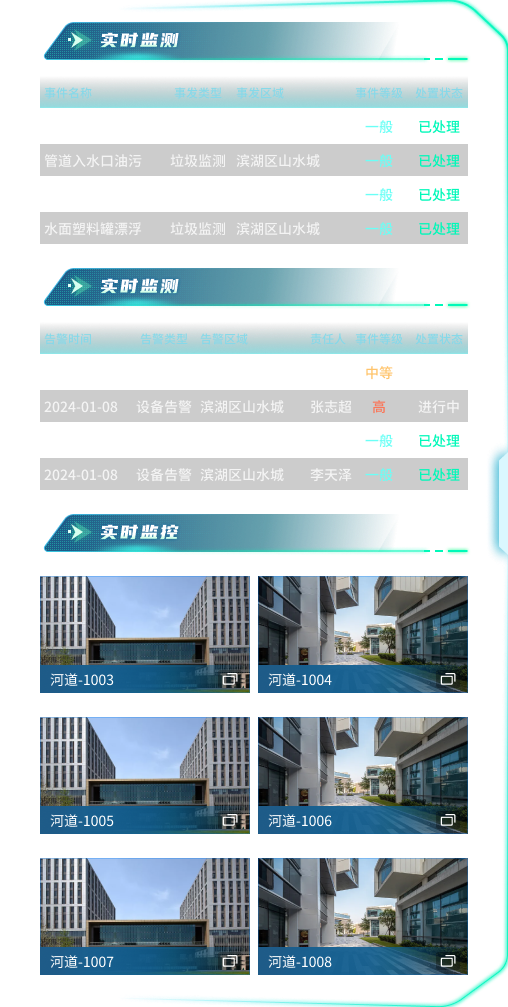 实时监测
事件名称 事发类型 事发区域 事件等级 处置状态
一般 已处理
管道入水口油污 垃圾监测 滨湖区山水城 一般 已处理
一般 已处理
水面塑料罐漂浮 垃圾监测 滨湖区山水城 一般 已处理
实时监测
告警时间 告警类型 告警区域 责任人 事件等级 处置状态
中等
2024-01-08 设备告警 滨湖区山水城 张志超 高 进行中
一般 已处理
2024-01-08 设备告警 滨湖区山水城 李天泽 一般 已处理
实时监控
河道-1003 河道-1004
河道-1005 河道-1006
河道-1007 河道-1008